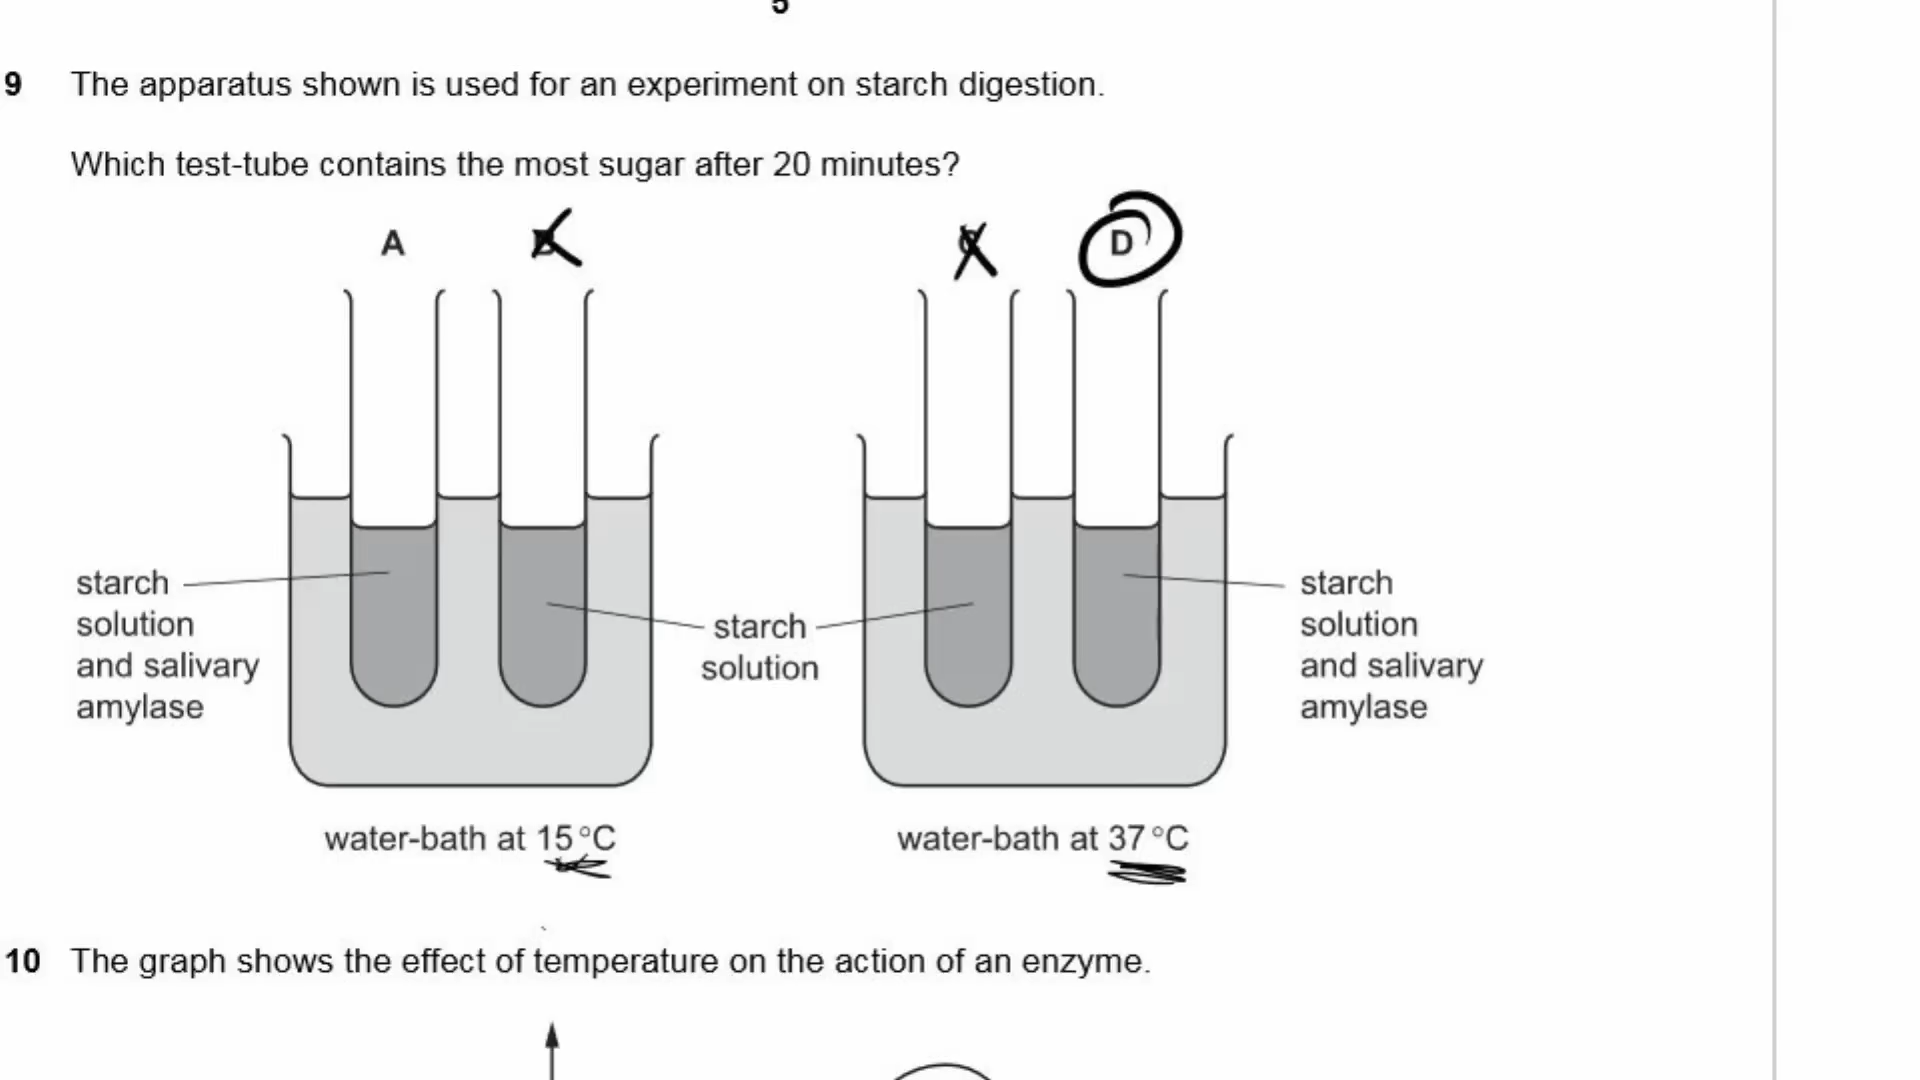 5
9 The apparatus shown is used for an experiment on starch digestion.
Which test-tube contains the most sugar after 20 minutes?
A B C D
starch
solution
and salivary
amylase
starch
solution
starch
solution
and salivary
amylase
water-bath at 15 °C
water-bath at 37 °C
10 The graph shows the effect of temperature on the action of an enzyme.